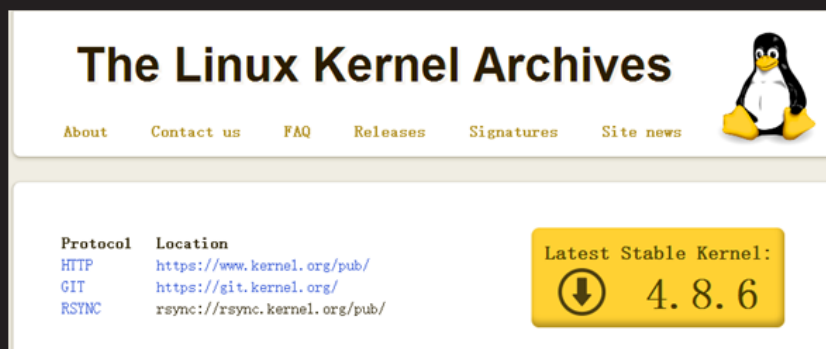 The Linux Kernel Archives
About Contact us FAQ Releases Signatures Site news
Protocol Location
HTTP https://www.kernel.org/pub/
GIT https://git.kernel.org/
RSYNC rsync://rsync.kernel.org/pub/
Latest Stable Kernel:
4.8.6